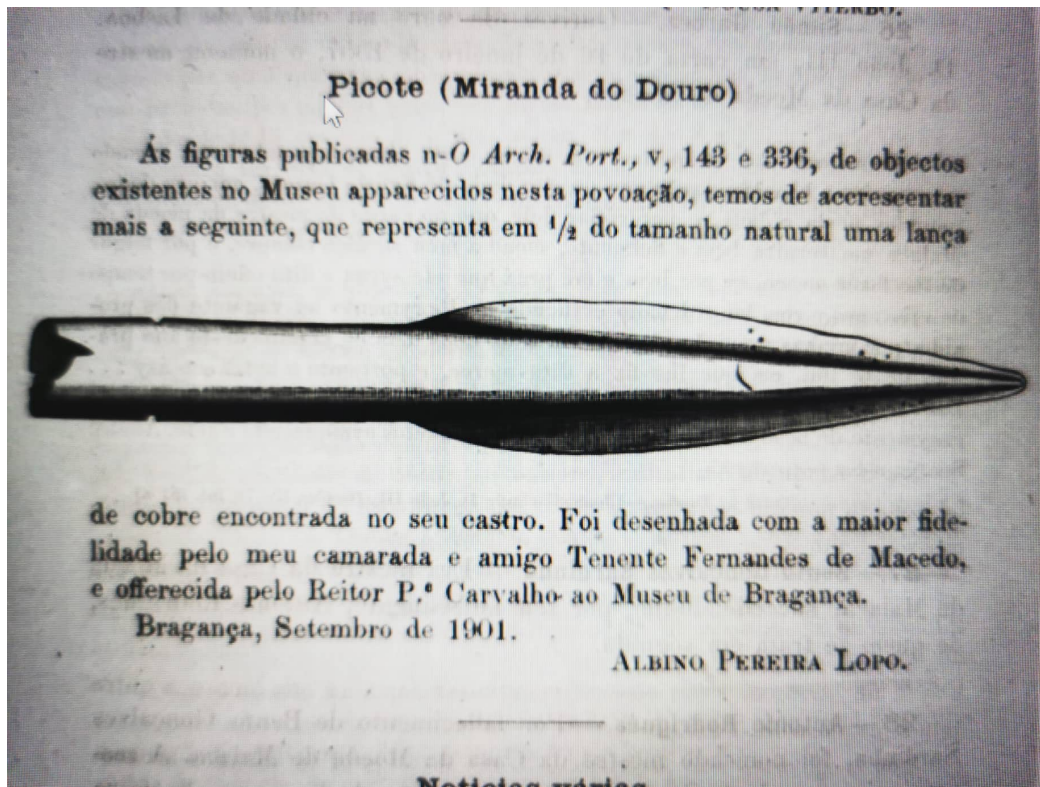 VITERBO.
Picote (Miranda do Douro)
Ás figuras publicadas n-O Arch. Port., v, 143 e 336, de objectos
existentes no Museu apparecidos nesta povoação, temos de accrescentar
mais a seguinte, que representa em 1/2 do tamanho natural uma lança
de cobre encontrada no seu castro. Foi desenhada com a maior fide-
lidade pelo meu camarada e amigo Tenente Fernandes de Macedo,
e offerecida pelo Reitor P.e Carvalho ao Museu de Bragança.
Bragança, Setembro de 1901.
ALBINO PEREIRA LOPO.
Noticias várias